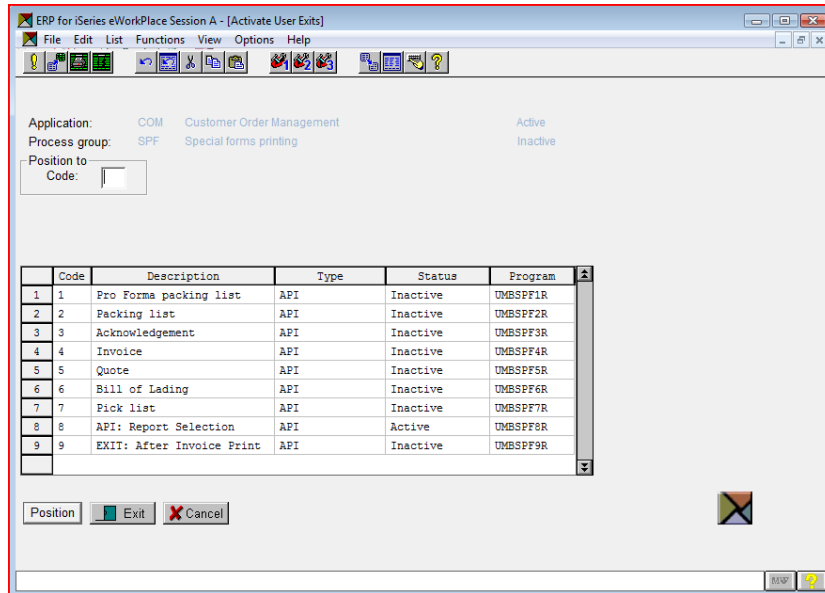 ERP for iSeries eWorkPlace Session A - [Activate User Exits]
File Edit List Functions View Options Help
Application: COM Customer Order Management Active
Process group: SPF Special forms printing Inactive
Position to
Code:
Code Description Type Status Program
1 1 Pro Forma packing list API Inactive UMBSPF1R
2 2 Packing list API Inactive UMBSPF2R
3 3 Acknowledgement API Inactive UMBSPF3R
4 4 Invoice API Inactive UMBSPF4R
5 5 Quote API Inactive UMBSPF5R
6 6 Bill of Lading API Inactive UMBSPF6R
7 7 Pick list API Inactive UMBSPF7R
8 8 API: Report Selection API Active UMBSPF8R
9 9 EXIT: After Invoice Print API Inactive UMBSPF9R
Position Exit Cancel
MW